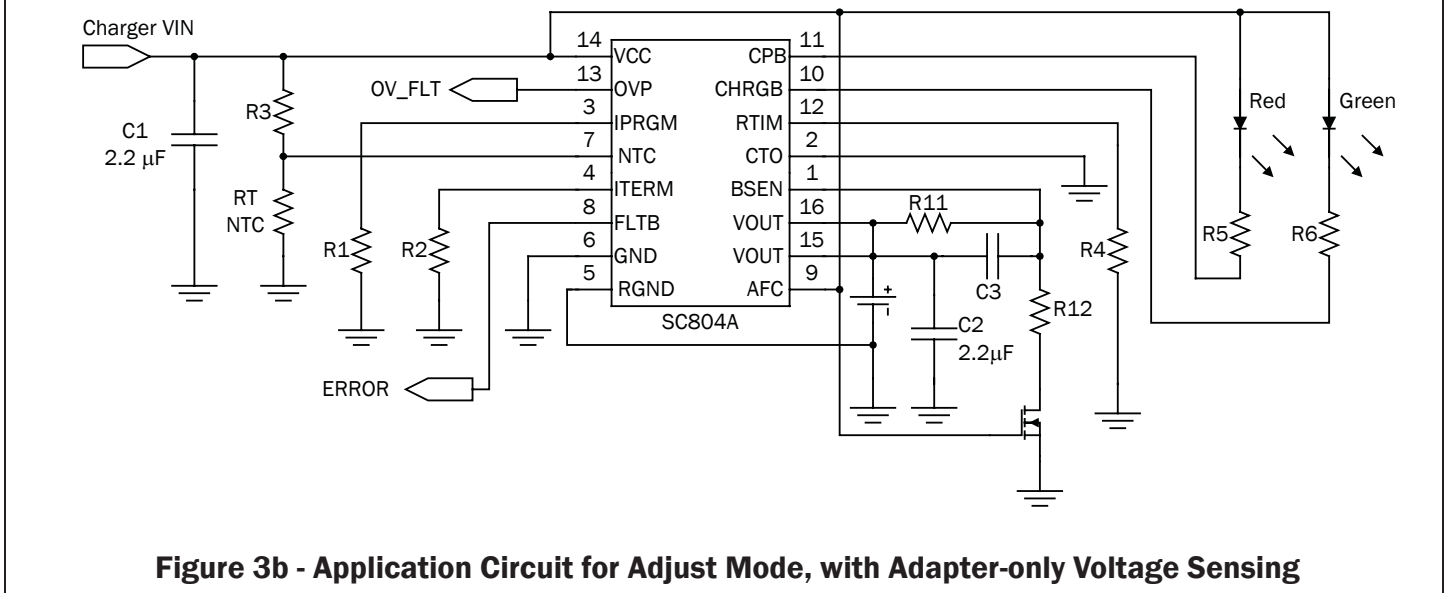 Charger VIN
C1
2.2 μF
R3
RT
NTC
OV_FLT
R1
R2
ERROR
14
13
3
7
4
8
6
5
VCC
OVP
IPRGM
NTC
ITERM
FLTB
GND
RGND
CPB
CHRGB
RTIM
CTO
BSEN
VOUT
VOUT
AFC
SC804A
11
10
12
2
1
16
15
9
R11
C3
R12
+
C2
2.2μF
R4
Red
Green
R5
R6
Figure 3b - Application Circuit for Adjust Mode, with Adapter-only Voltage Sensing